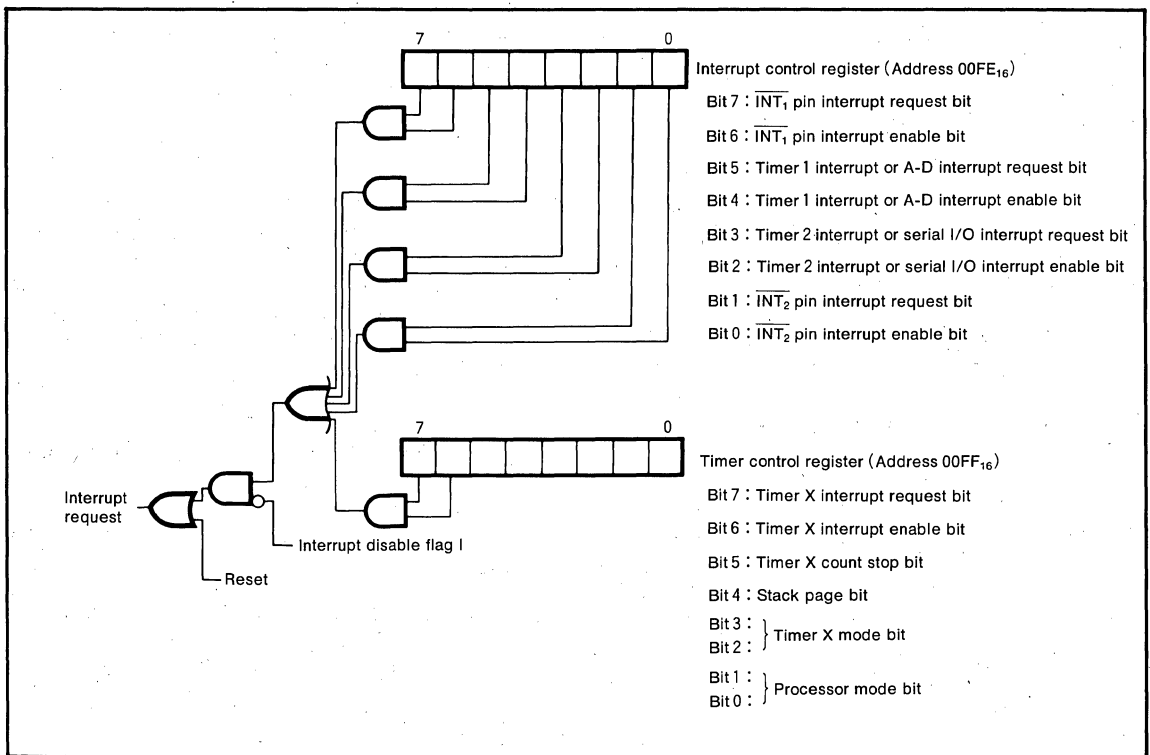 7 0
Interrupt control register (Address 00FE₁₆)
Bit 7 : I̅N̅T̅₁̅ pin interrupt request bit
Bit 6 : I̅N̅T̅₁̅ pin interrupt enable bit
Bit 5 : Timer 1 interrupt or A-D interrupt request bit
Bit 4 : Timer 1 interrupt or A-D interrupt enable bit
Bit 3 : Timer 2 interrupt or serial I/O interrupt request bit
Bit 2 : Timer 2 interrupt or serial I/O interrupt enable bit
Bit 1 : I̅N̅T̅₂̅ pin interrupt request bit
Bit 0 : I̅N̅T̅₂̅ pin interrupt enable bit
7 0
Timer control register (Address 00FF₁₆)
Bit 7 : Timer X interrupt request bit
Bit 6 : Timer X interrupt enable bit
Bit 5 : Timer X count stop bit
Bit 4 : Stack page bit
Bit 3 :
Bit 2 :
} Timer X mode bit
Bit 1 :
Bit 0 :
} Processor mode bit
Interrupt
request
Interrupt disable flag I
Reset